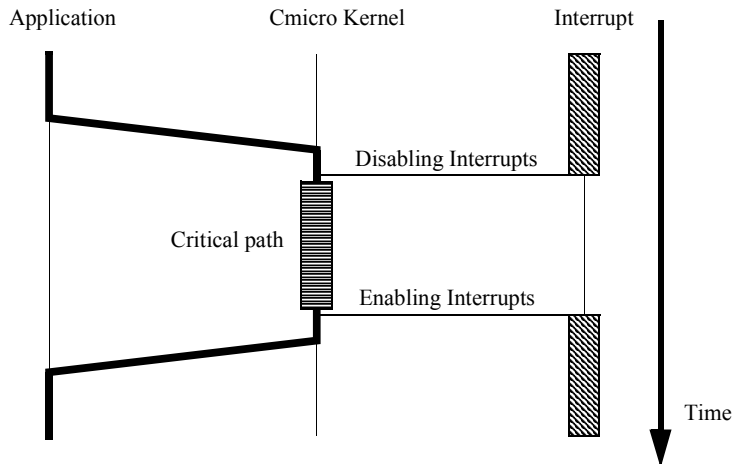 Application
Cmicro Kernel
Interrupt
Disabling Interrupts
Critical path
Enabling Interrupts
Time